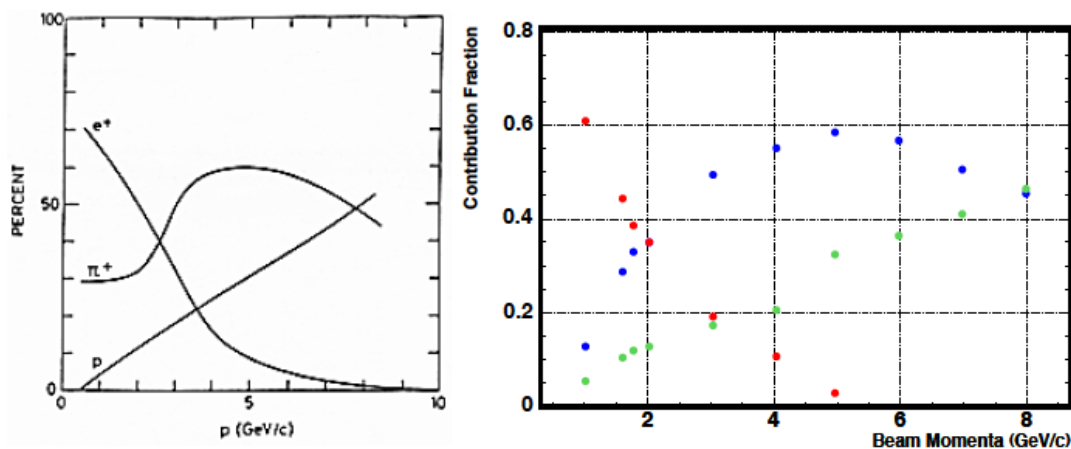 100
PERCENT
50
0
e+
π+
p
0
5
10
p (GeV/c)
0.8
Contribution Fraction
0.6
0.4
0.2
0
2
4
6
8
Beam Momenta (GeV/c)